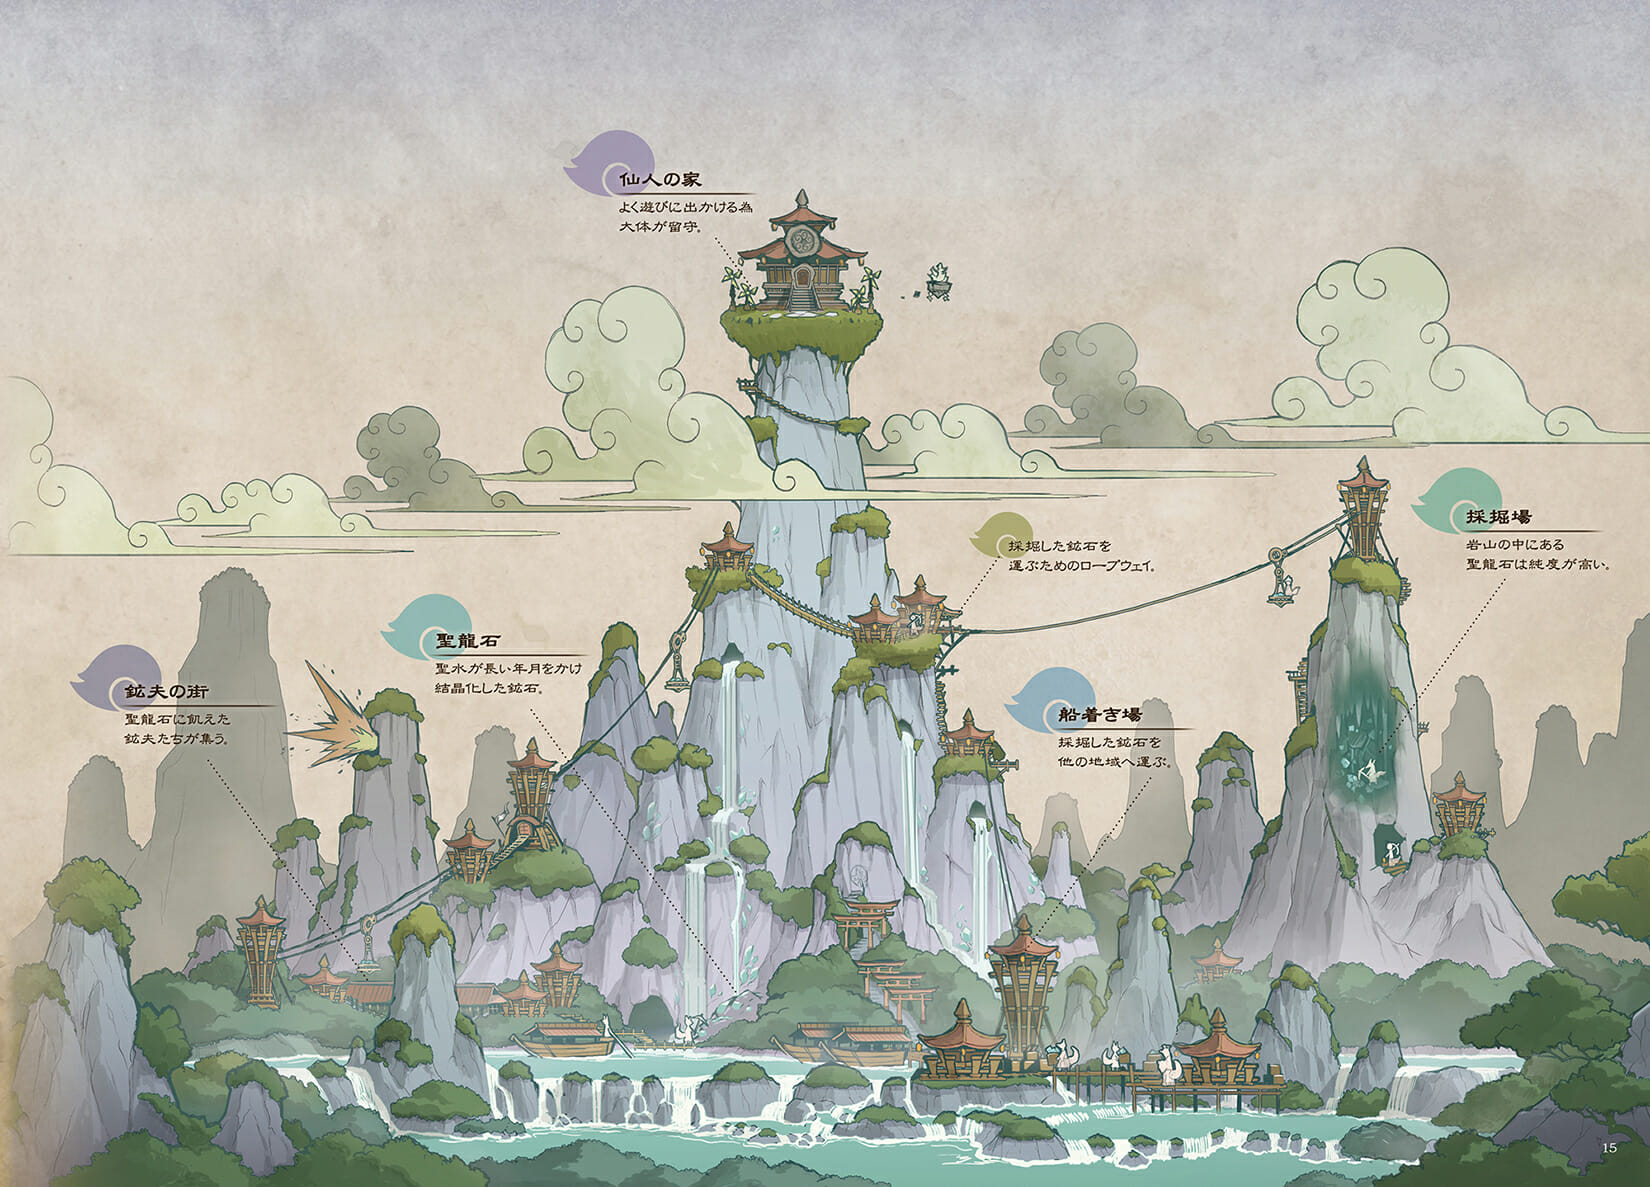 仙人の家
よく遊びに出かける為
大体が留守。
採掘場
岩山の中にある
聖龍石は純度が高い。
採掘した鉱石を
運ぶためのロープウェイ。
聖龍石
聖水が長い年月をかけ
結晶化した鉱石。
鉱夫の街
聖龍石に飢えた
鉱夫たちが集う。
船着き場
採掘した鉱石を
他の地域へ運ぶ。
15